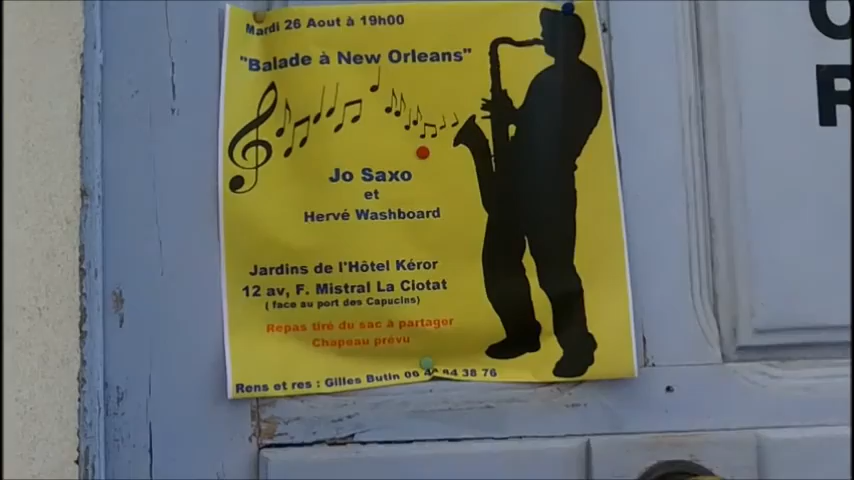 Mardi 26 Aout à 19h00
"Balade à New Orleans"
Jo Saxo
et
Hervé Washboard
Jardins de l'Hôtel Kéror
12 av, F. Mistral La Ciotat
( face au port des Capucins )
Repas tiré du sac à partager
Chapeau prévu
Rens et res : Gilles Butin 84 38 76
R